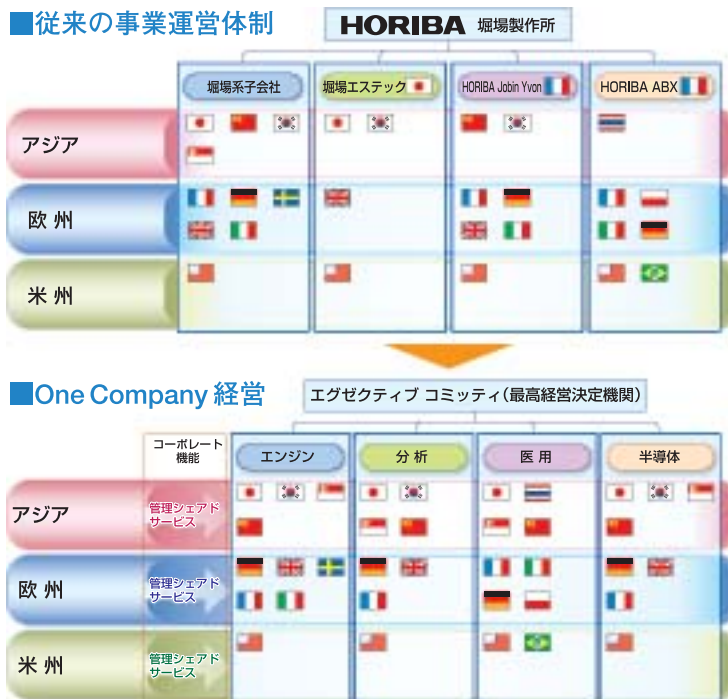 ■従来の事業運営体制
HORIBA 堀場製作所
堀場系子会社
堀場エステック
HORIBA Jobin Yvon
HORIBA ABX
アジア
欧州
米州
■One Company 経営
エグゼクティブ コミッティ(最高経営決定機関)
コーポレート
機能
エンジン
分析
医用
半導体
アジア
管理シェアド
サービス
欧州
管理シェアド
サービス
米州
管理シェアド
サービス